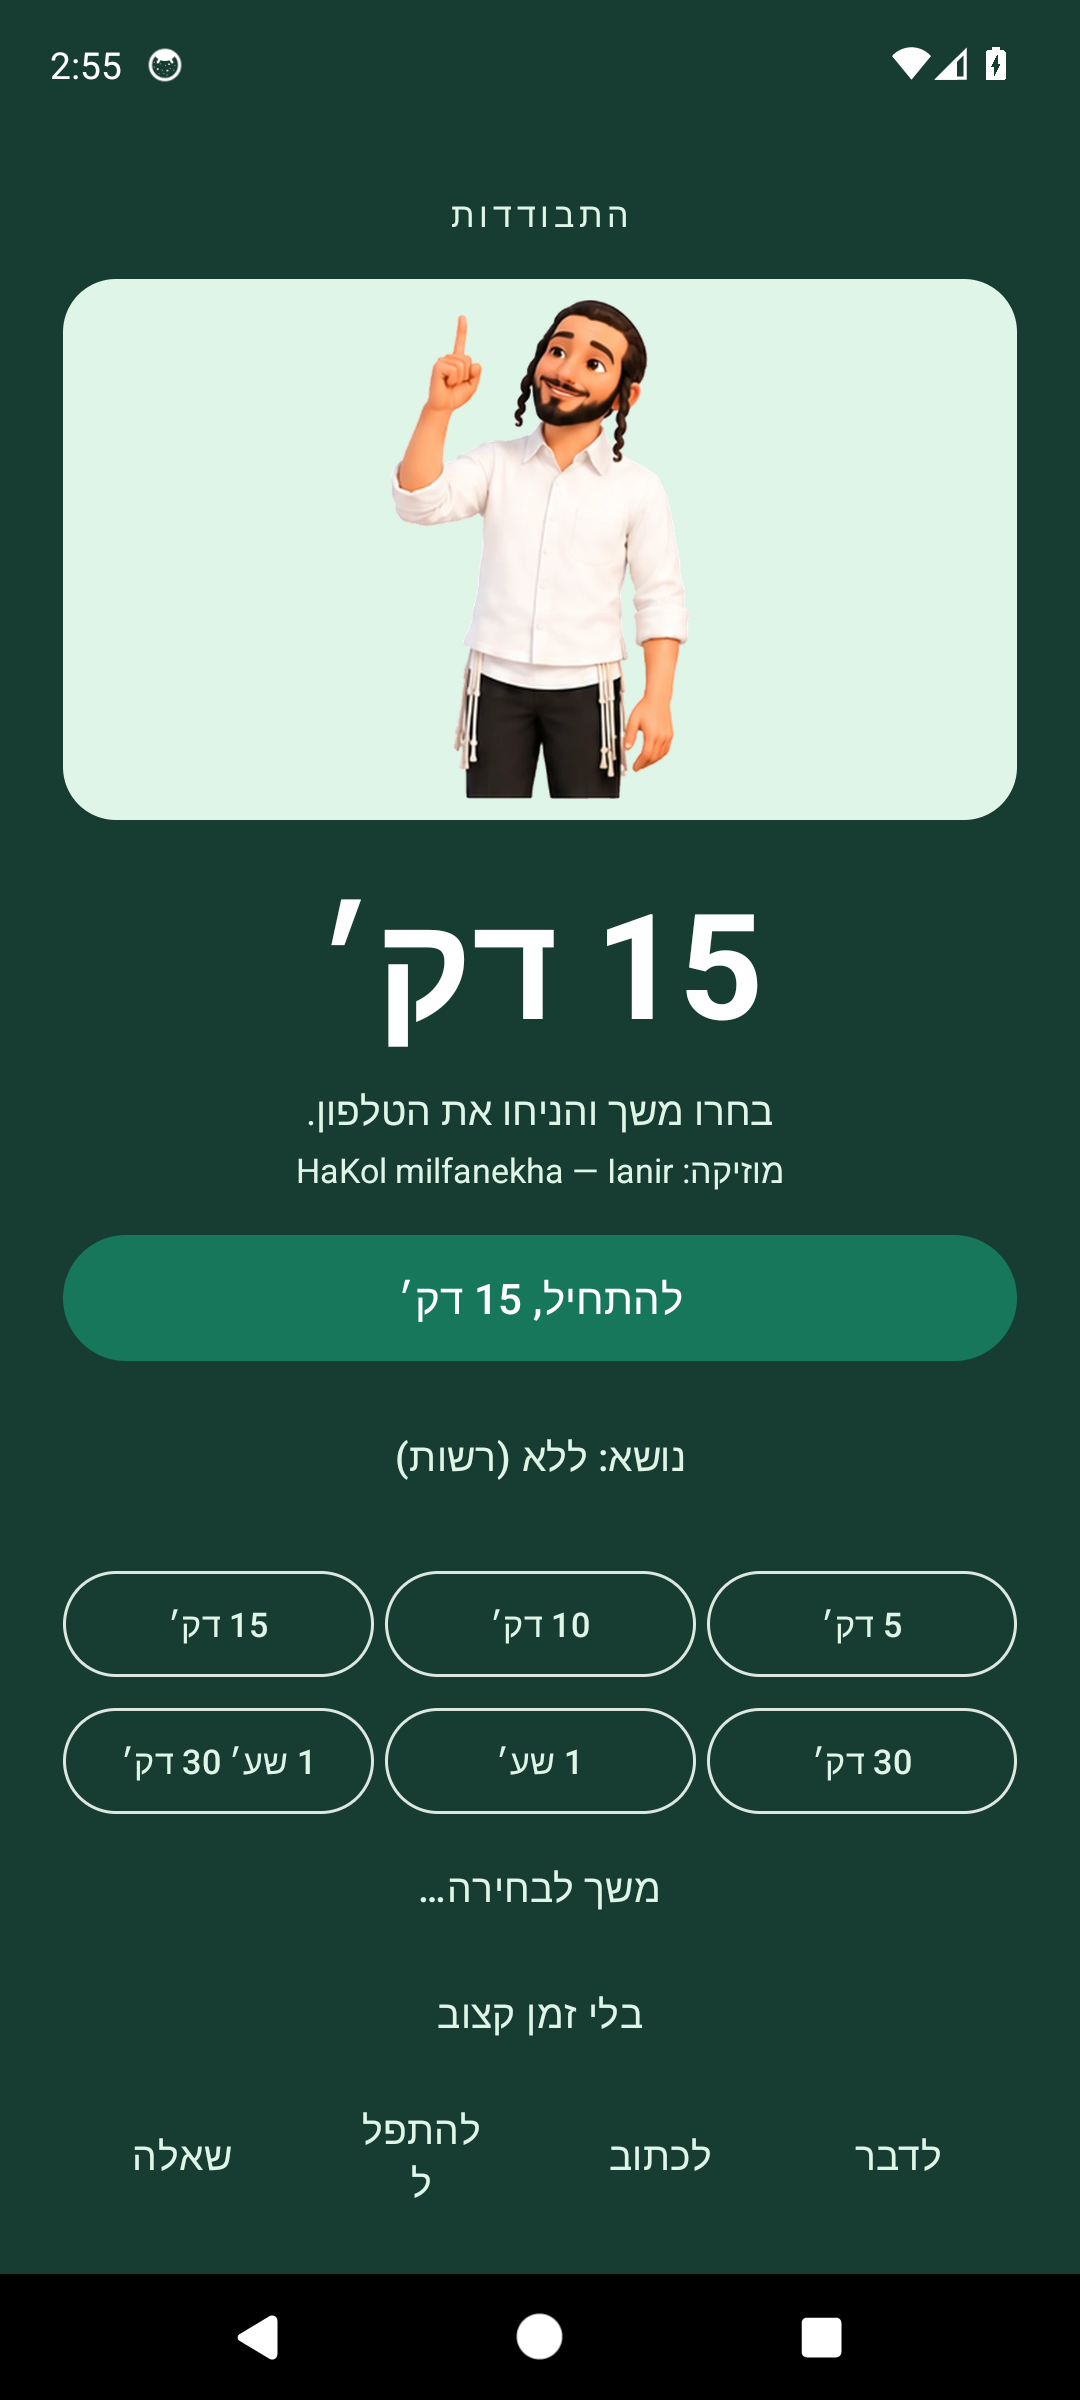 2:55
התבודדות
15 דק׳
בחרו משך והניחו את הטלפון.
מוזיקה: HaKol milfanekha — Ianir
להתחיל, 15 דק׳
נושא: ללא (רשות)
5 דק׳
10 דק׳
15 דק׳
30 דק׳
1 שע׳
1 שע׳ 30 דק׳
משך לבחירה…
בלי זמן קצוב
לדבר
לכתוב
להתפל
ל
שאלה